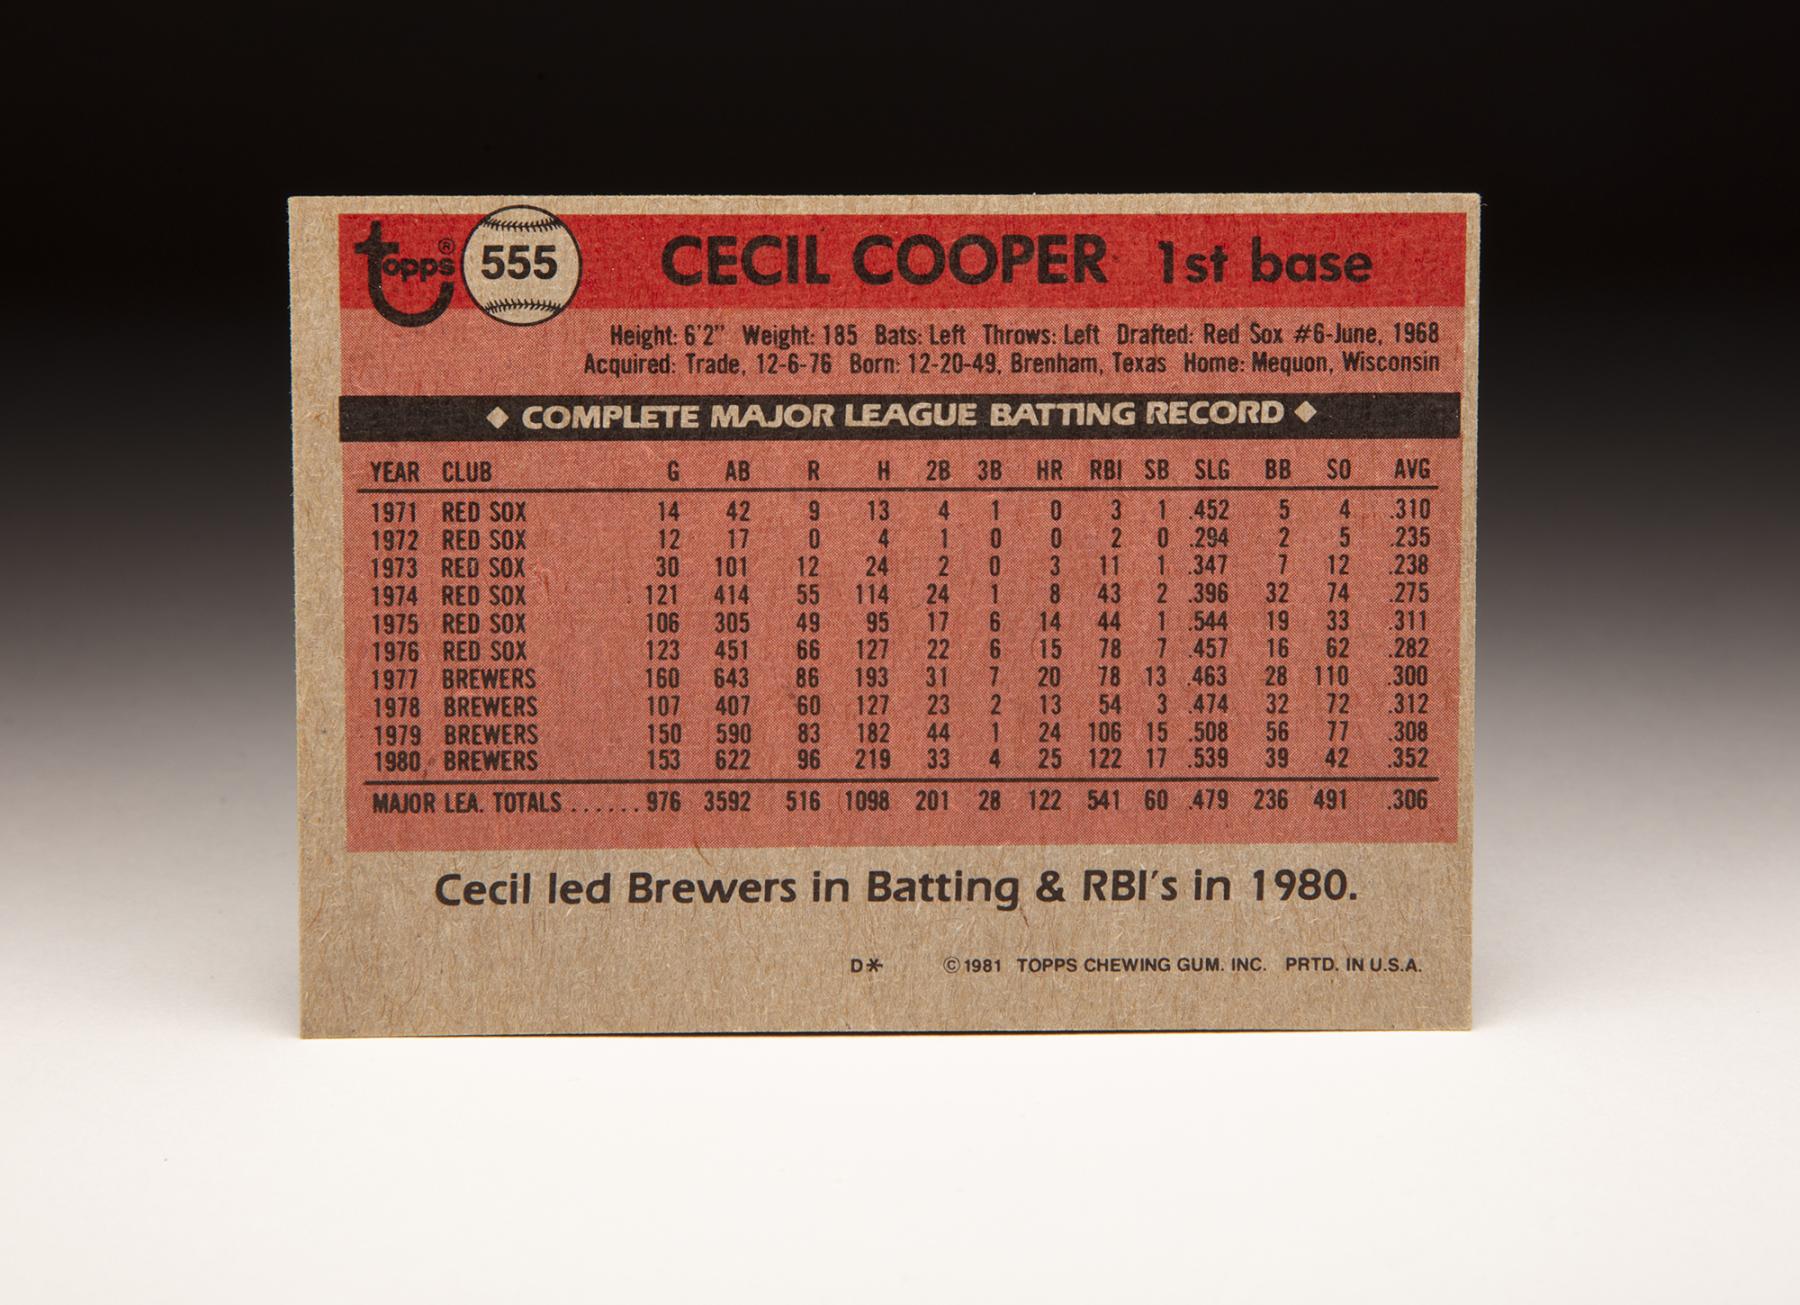 topps® 555 CECIL COOPER 1st base
Height: 6'2" Weight: 185 Bats: Left Throws: Left Drafted: Red Sox #6-June, 1968
Acquired: Trade, 12-6-76 Born: 12-20-49, Brenham, Texas Home: Mequon, Wisconsin
◆ COMPLETE MAJOR LEAGUE BATTING RECORD ◆
YEAR CLUB G AB R H 2B 3B HR RBI SB SLG BB SO AVG
1971 RED SOX 14 42 9 13 4 1 0 3 1 .452 5 4 .310
1972 RED SOX 12 17 0 4 1 0 0 2 0 .294 2 5 .235
1973 RED SOX 30 101 12 24 2 0 3 11 1 .347 7 12 .238
1974 RED SOX 121 414 55 114 24 1 8 43 2 .396 32 74 .275
1975 RED SOX 106 305 49 95 17 6 14 44 1 .544 19 33 .311
1976 RED SOX 123 451 66 127 22 6 15 78 7 .457 16 62 .282
1977 BREWERS 160 643 86 193 31 7 20 78 13 .463 28 110 .300
1978 BREWERS 107 407 60 127 23 2 13 54 3 .474 32 72 .312
1979 BREWERS 150 590 83 182 44 1 24 106 15 .508 56 77 .308
1980 BREWERS 153 622 96 219 33 4 25 122 17 .539 39 42 .352
MAJOR LEA. TOTALS ...... 976 3592 516 1098 201 28 122 541 60 .479 236 491 .306
Cecil led Brewers in Batting & RBI's in 1980.
D* © 1981 TOPPS CHEWING GUM. INC. PRTD. IN U.S.A.